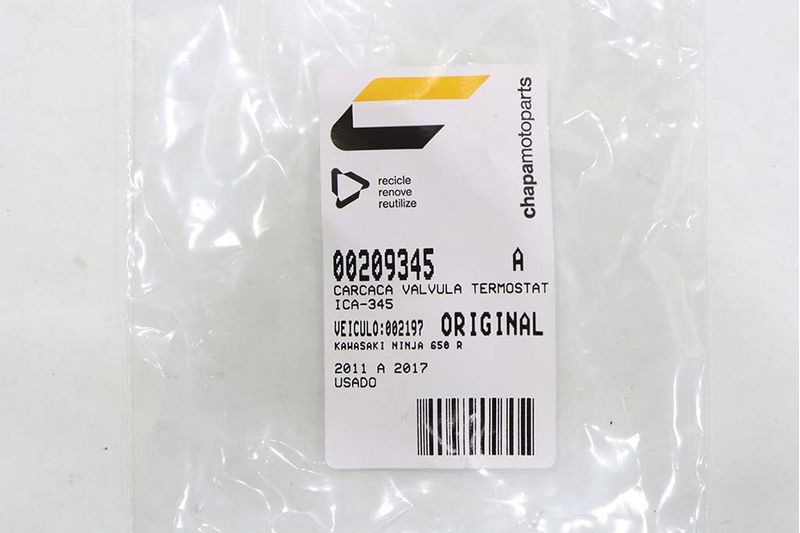 chapamotoparts
recicle
renove
reutilize
00209345 A
CARCACA VALVULA TERMOSTAT
ICA-345
VEICULO:002197 ORIGINAL
KAWASAKI NINJA 650 R
2011 A 2017
USADO